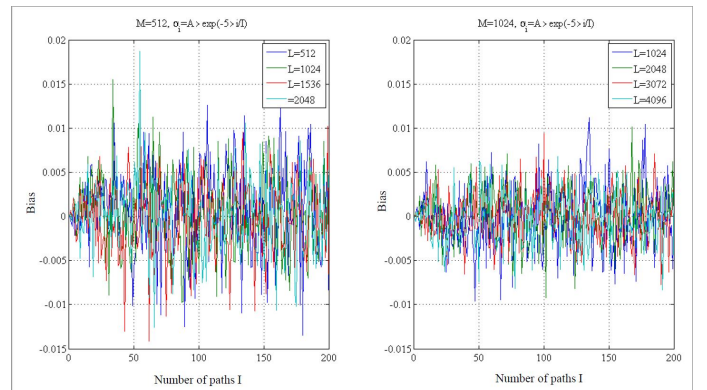 M=512, σi=A>exp(-5>i/I)
0.02
0.015
0.01
0.005
0
-0.005
-0.01
-0.015
Bias
0 50 100 150 200
Number of paths I
L=512
L=1024
L=1536
=2048
M=1024, σi=A>exp(-5>i/I)
0.02
0.015
0.01
0.005
0
-0.005
-0.01
-0.015
Bias
0 50 100 150 200
Number of paths I
L=1024
L=2048
L=3072
L=4096